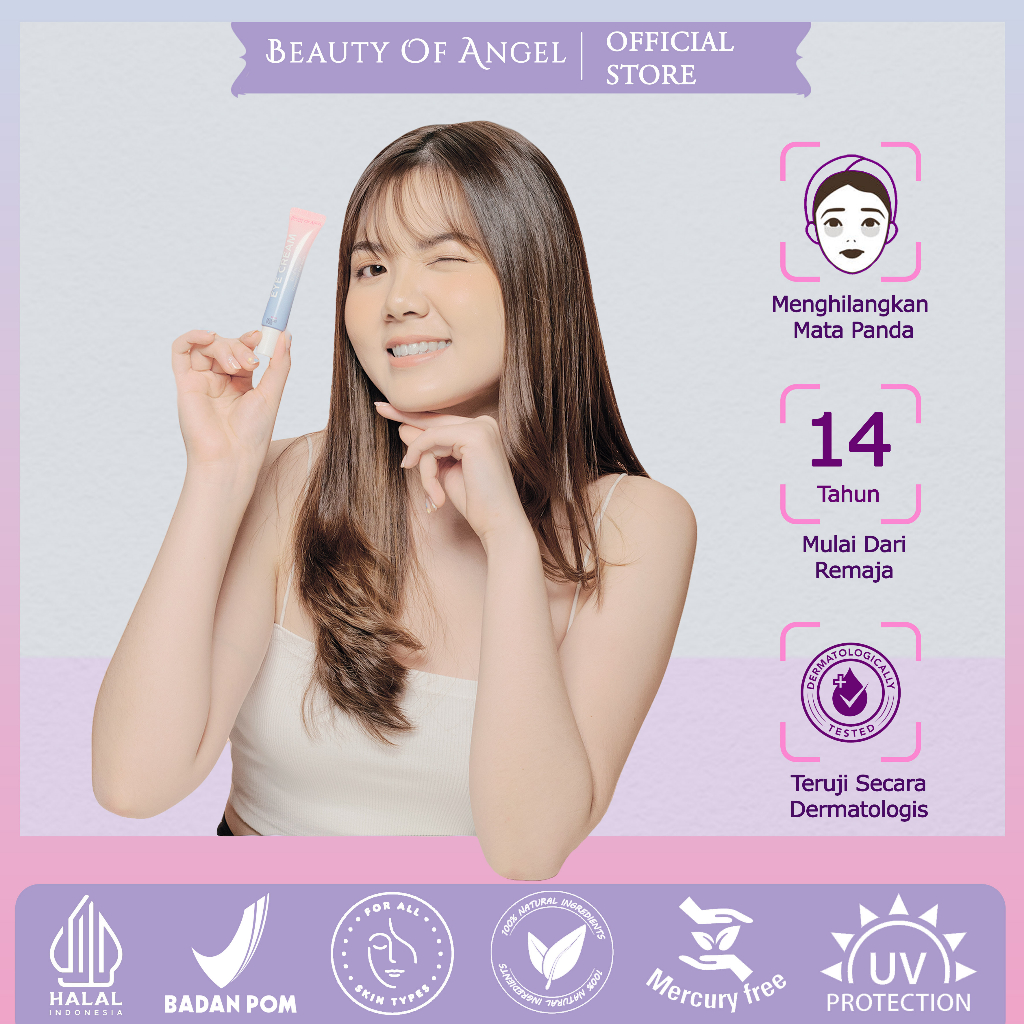 BEAUTY OF ANGEL
OFFICIAL
STORE
EYE CREAM
Menghilangkan
Mata Panda
14
Tahun
Mulai Dari
Remaja
DERMATOLOGICALLY
TESTED
Teruji Secara
Dermatologis
HALAL
INDONESIA
BADAN POM
FOR ALL
SKIN TYPES
100% NATURAL INGREDIENTS
100% NATURAL INGREDIENTS
Mercury free
UV
PROTECTION